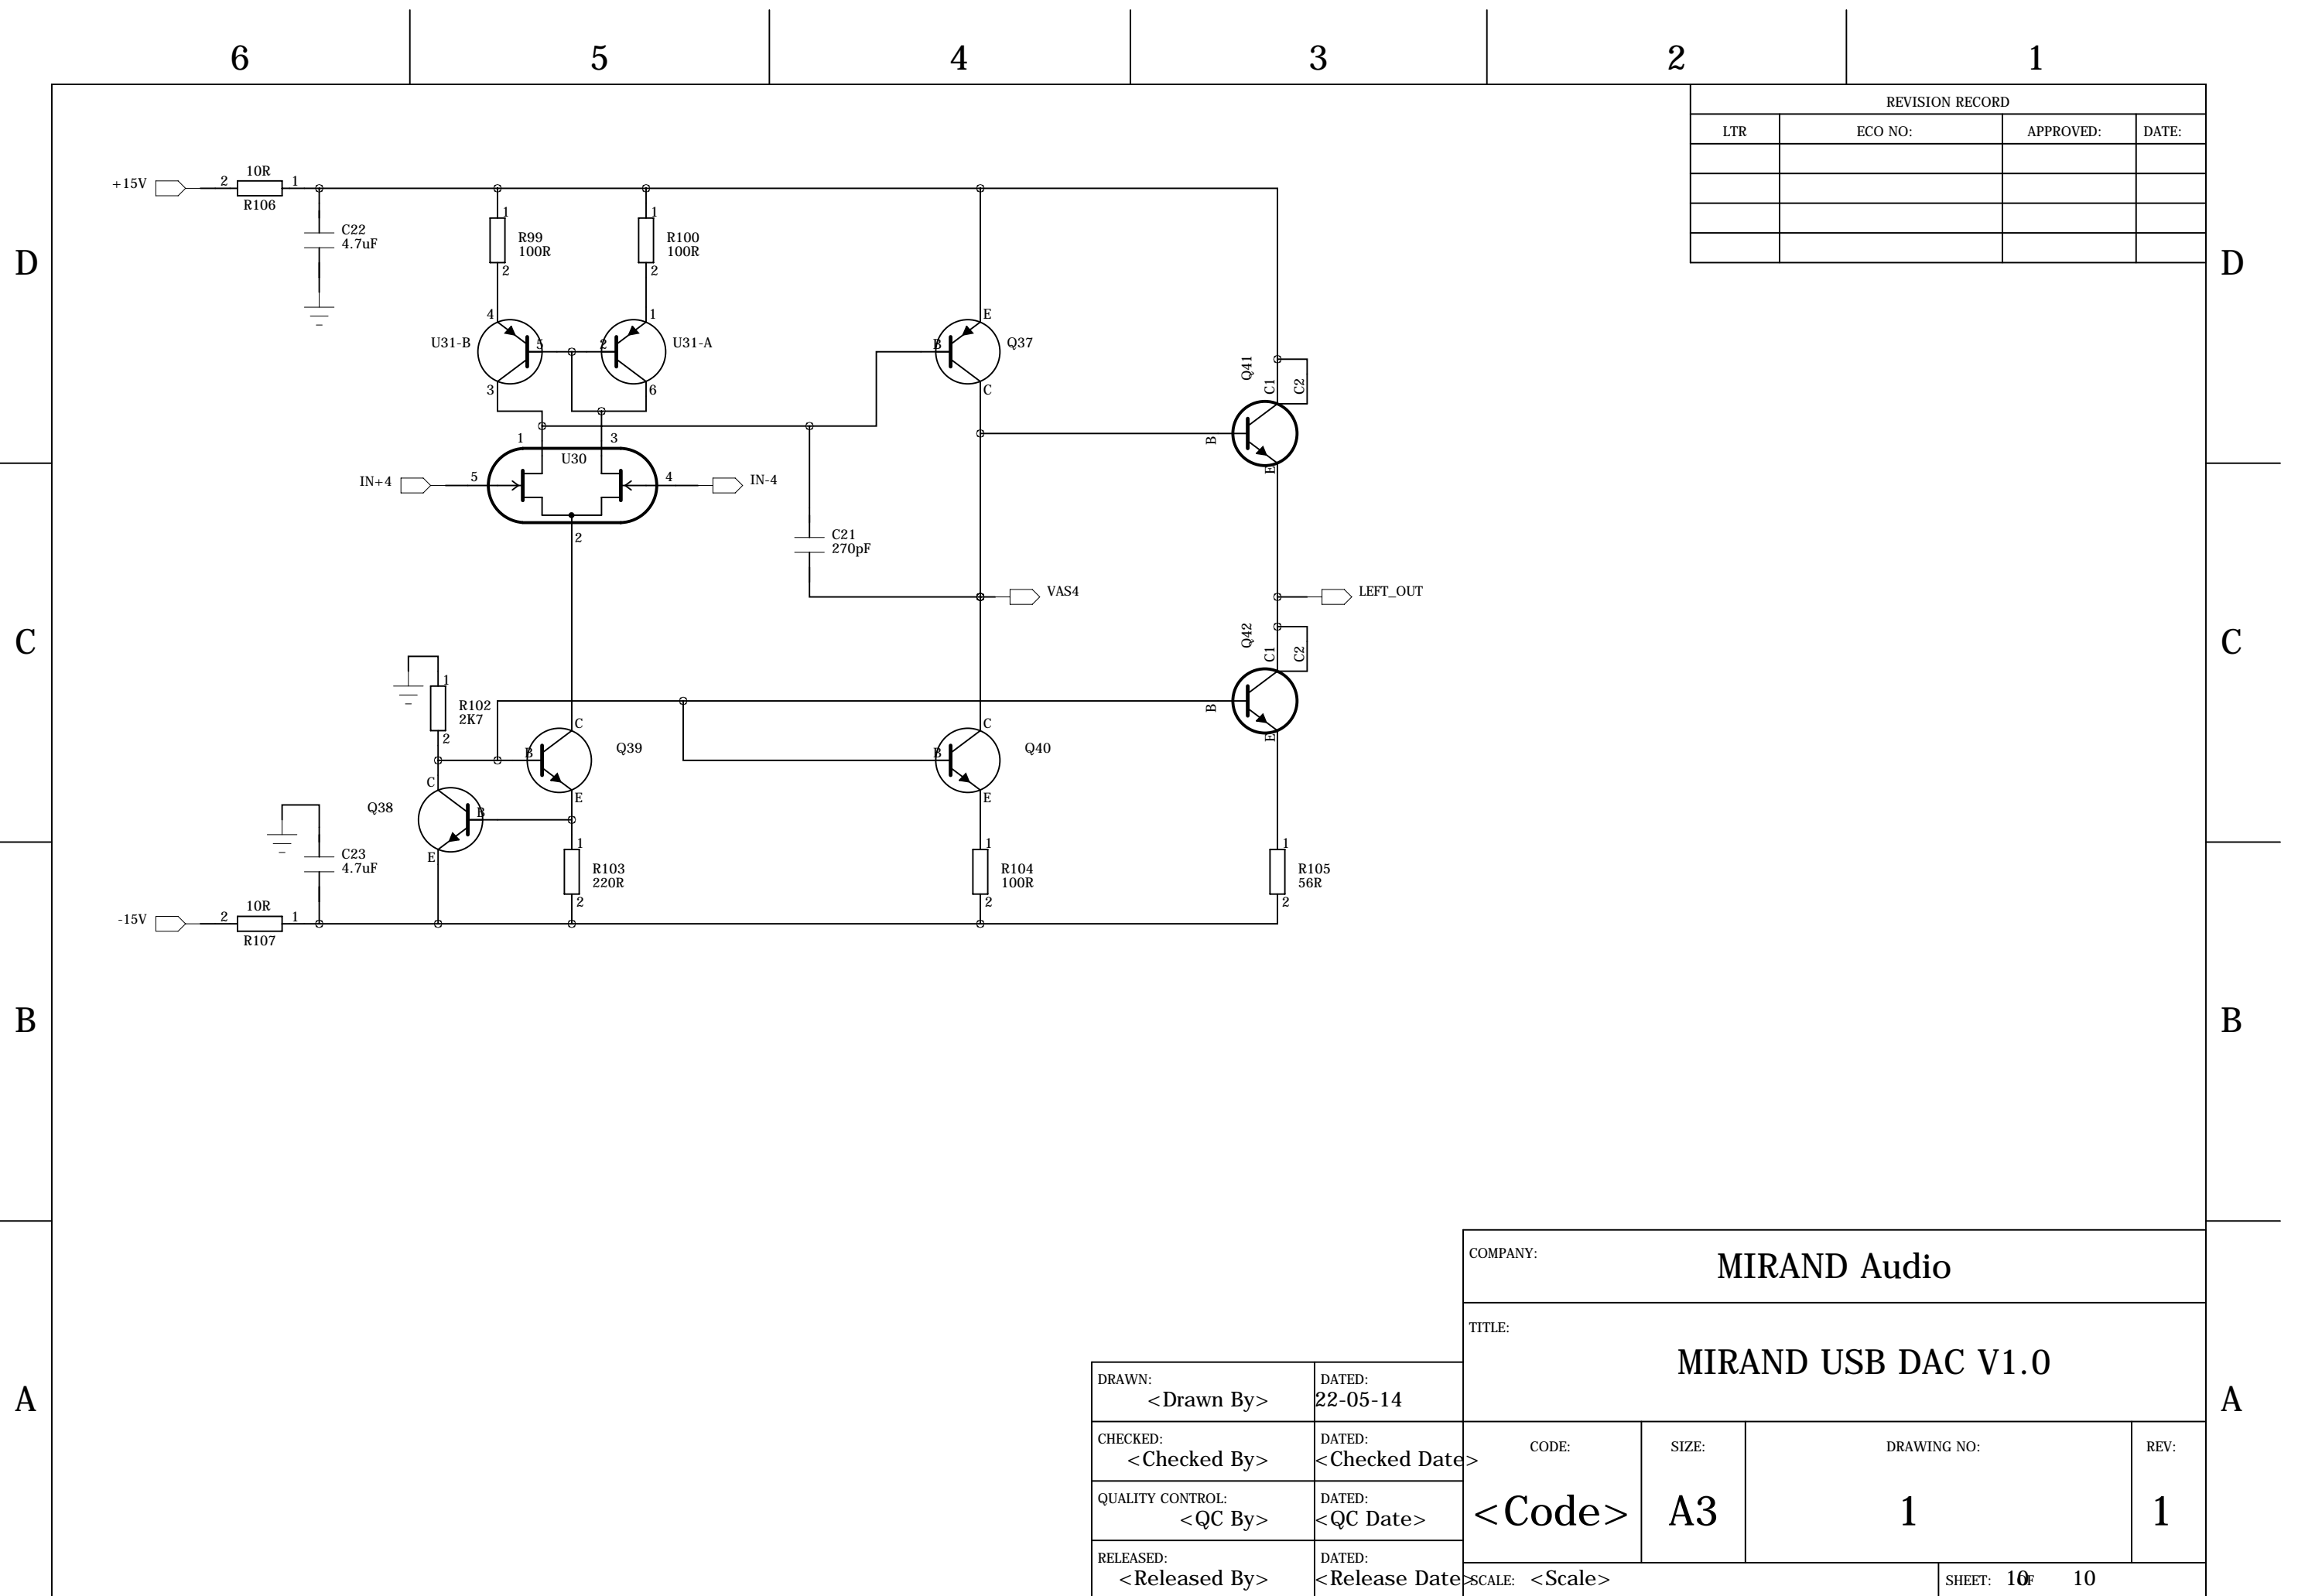 6 5 4 3 2 1
REVISION RECORD
LTR ECO NO: APPROVED: DATE:
D D
+15V 2 10R 1
R106
C22
4.7uF
1 R99
100R
2
1 R100
100R
2
4
U31-B 5
3
1
2 U31-A
6
E
B Q37
C
Q41
C1 C2
B
E
1 3
U30
IN+4 5 4 IN-4
2
C21
270pF
VAS4
LEFT_OUT
C C
Q42
C1 C2
B
E
1
R102
2K7
2
C
B Q39
E
C
B Q40
E
C
Q38 B
E
C23
4.7uF
1
R103
220R
2
1
R104
100R
2
1
R105
56R
2
-15V 2 10R 1
R107
B B
COMPANY: MIRAND Audio
TITLE:
MIRAND USB DAC V1.0
A A
DRAWN: DATED:
<Drawn By> 22-05-14
CHECKED: DATED:
<Checked By> <Checked Date>
QUALITY CONTROL: DATED:
<QC By> <QC Date>
RELEASED: DATED:
<Released By> <Release Date>
CODE: SIZE: DRAWING NO: REV:
<Code> A3 1 1
SCALE: <Scale> SHEET: 10 OF 10